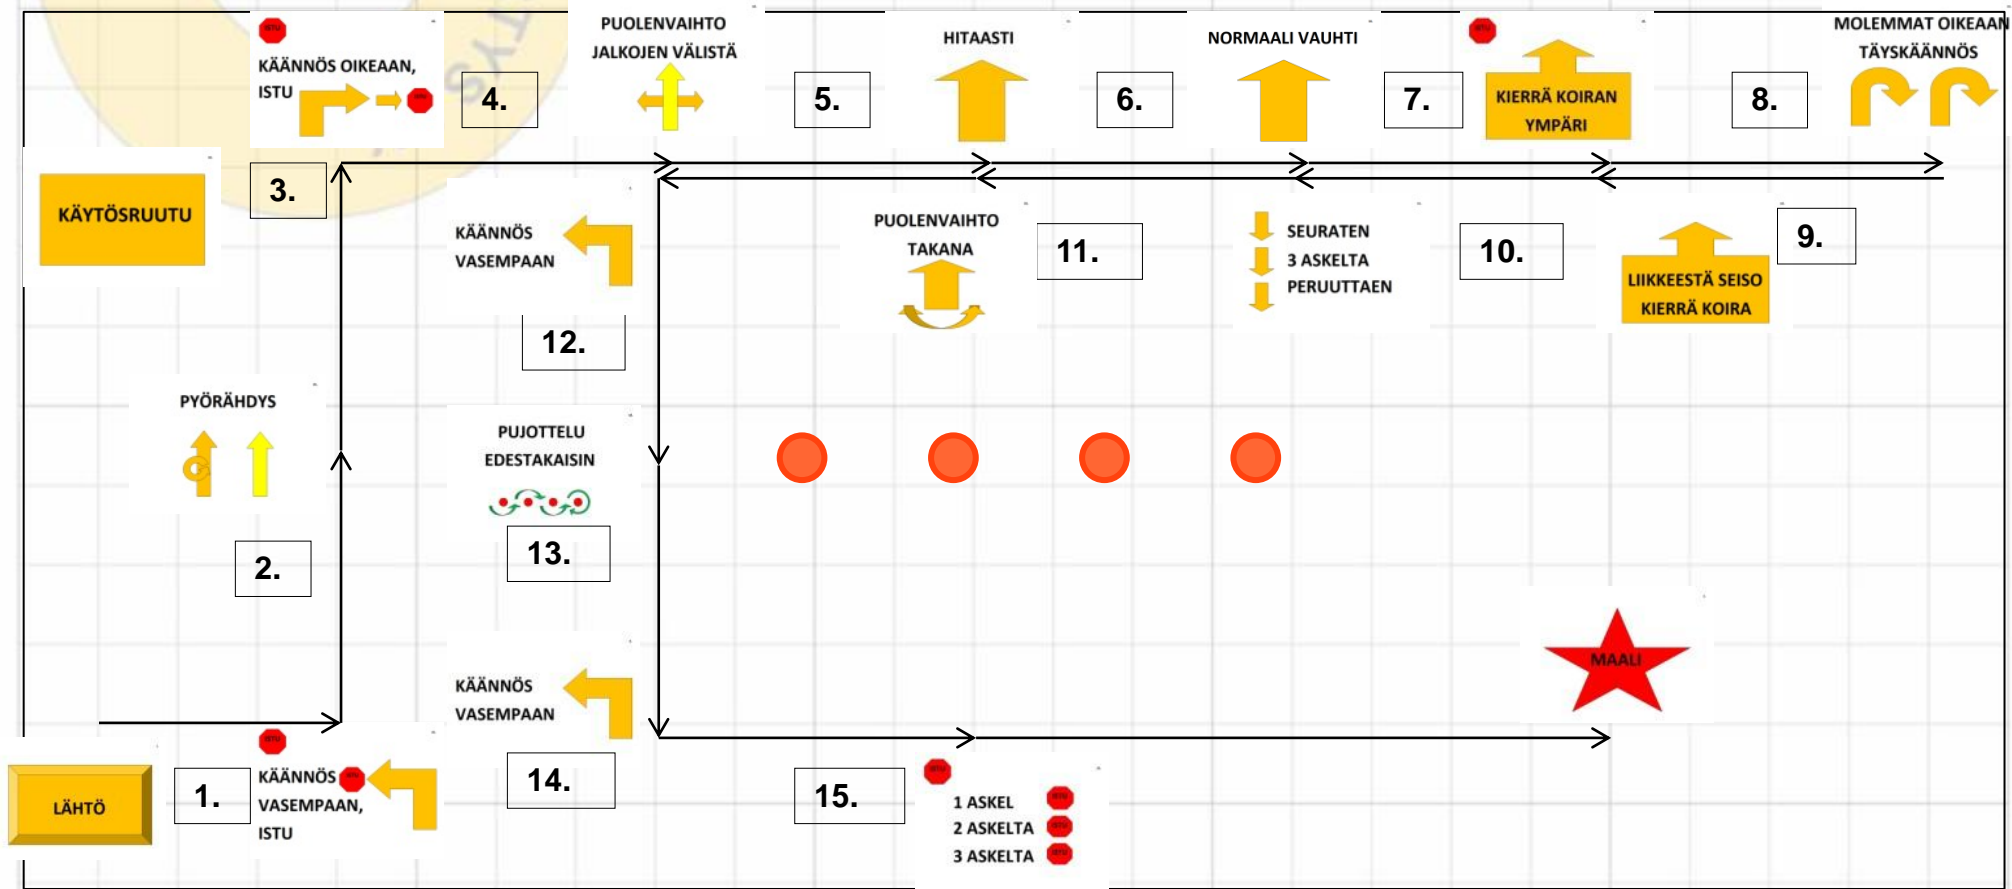 TYS
ISTU
KÄÄNNÖS OIKEAAN,
ISTU
4.
PUOLENVAIHTO
JALKOJEN VÄLISTÄ
5.
HITAASTI
6.
NORMAALI VAUHTI
7.
ISTU
KIERRÄ KOIRAN
YMPÄRI
8.
MOLEMMAT OIKEAAN
TÄYSKÄÄNNÖS
KÄYTÖSRUUTU
3.
KÄÄNNÖS
VASEMPAAN
12.
PUOLENVAIHTO
TAKANA
11.
SEURATEN
3 ASKELTA
PERUUTTAEN
10.
LIIKKEESTÄ SEISO
KIERRÄ KOIRA
9.
PYÖRÄHDYS
2.
PUJOTTELU
EDESTAKAISIN
13.
KÄÄNNÖS
VASEMPAAN
14.
MAALI
LÄHTÖ
1.
ISTU
KÄÄNNÖS
VASEMPAAN,
ISTU
15.
ISTU
1 ASKEL ISTU
2 ASKELTA ISTU
3 ASKELTA ISTU